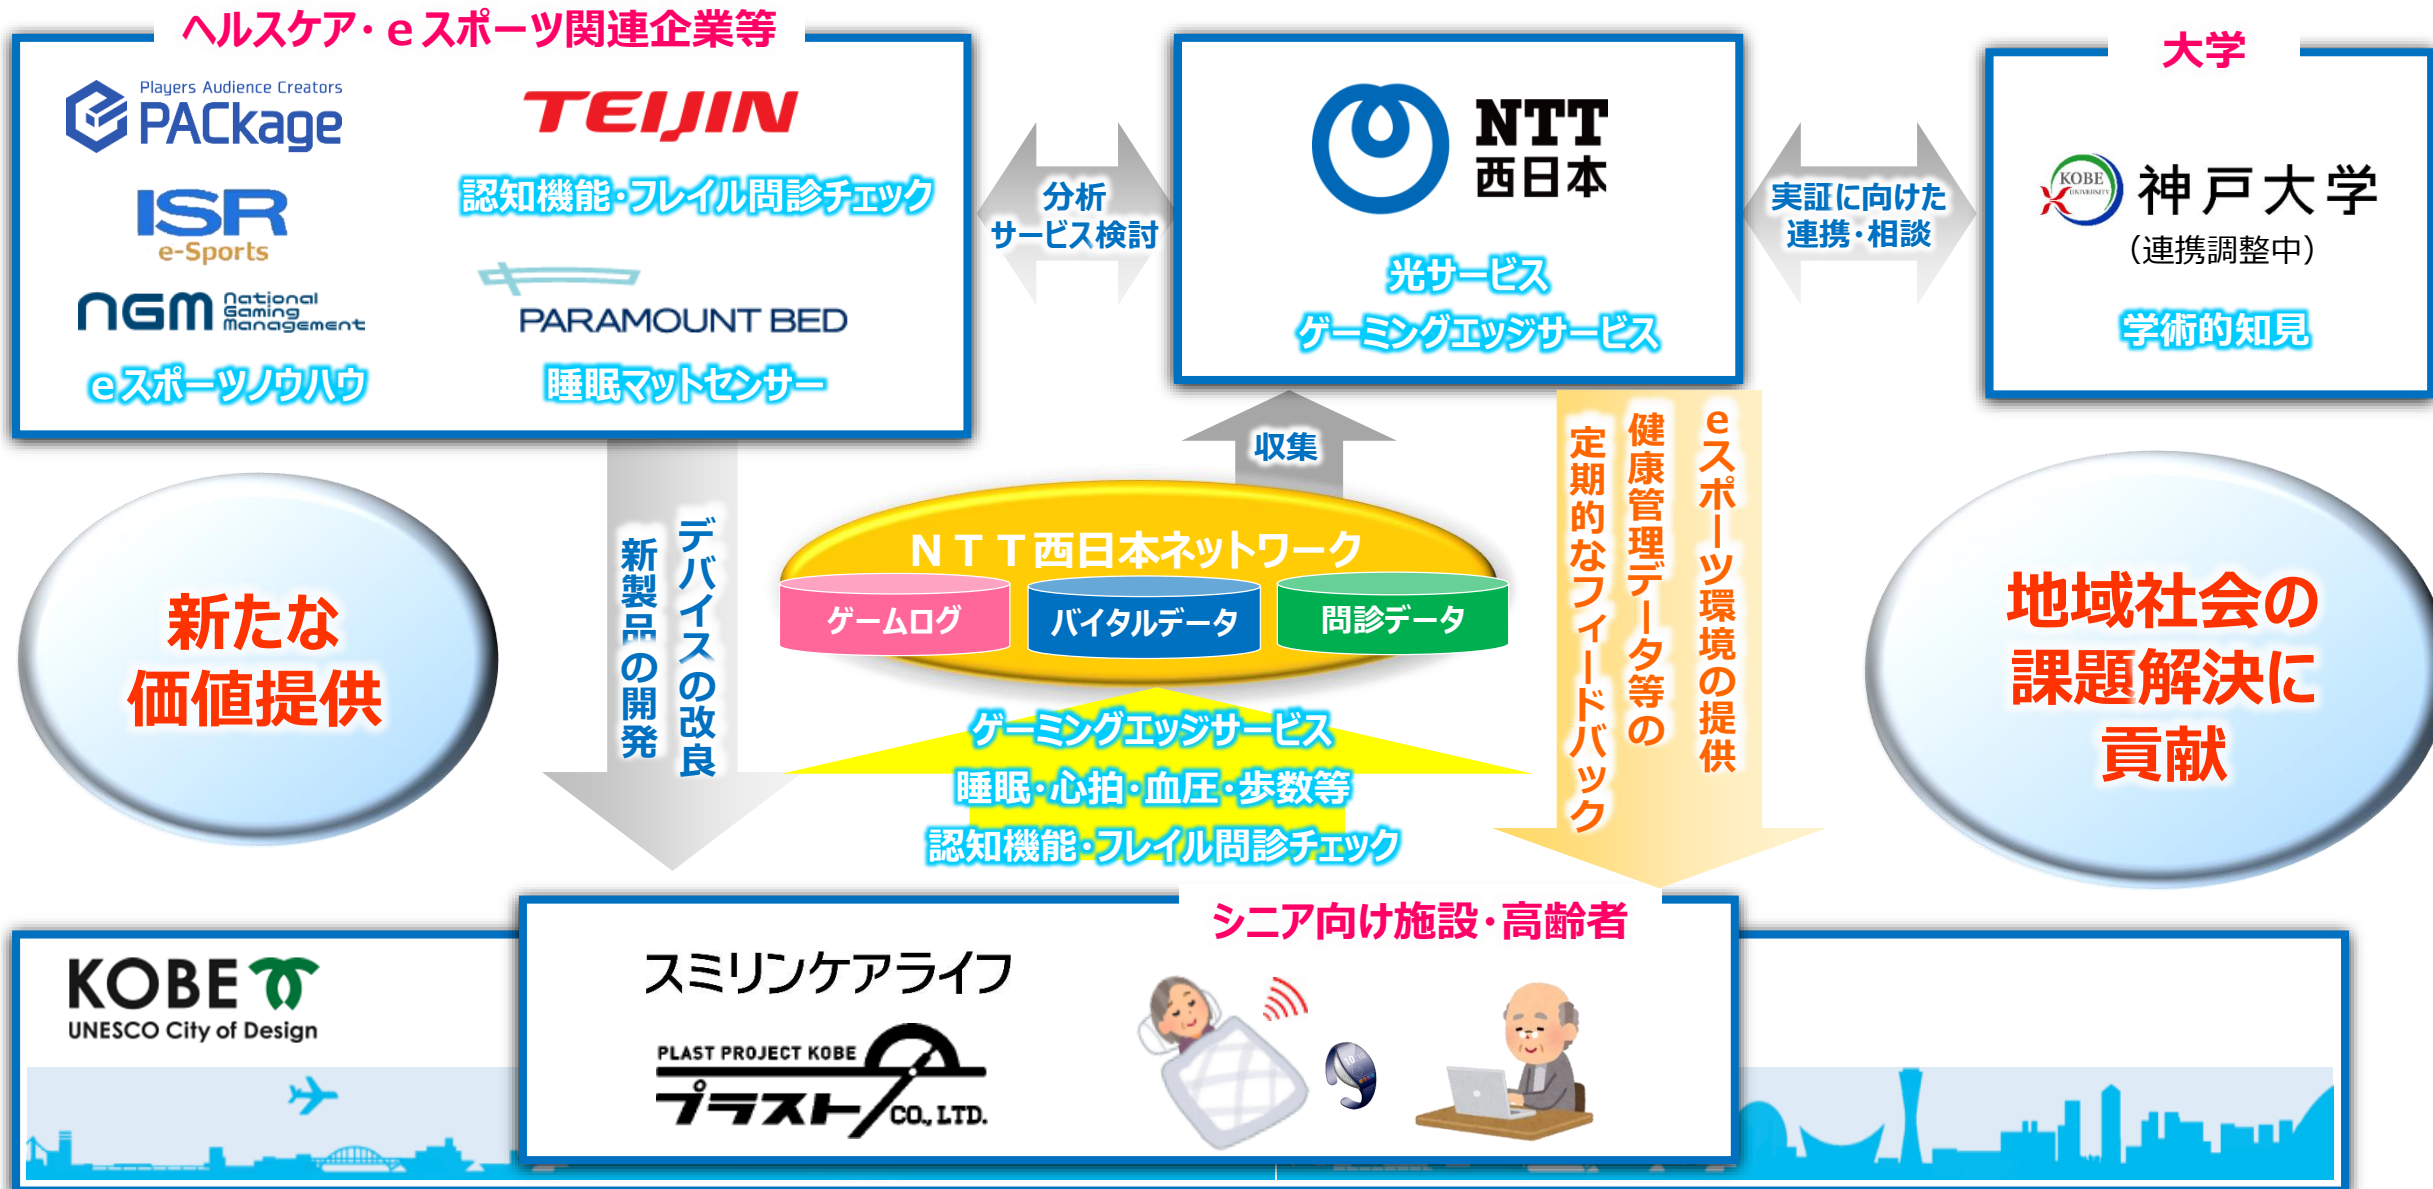 ヘルスケア・eスポーツ関連企業等
Players Audience Creators
PACkage
ISR
e-Sports
NGM National Gaming Management
eスポーツノウハウ
TEIJIN
認知機能・フレイル問診チェック
PARAMOUNT BED
睡眠マットセンサー
分析
サービス検討
NTT
西日本
光サービス
ゲーミングエッジサービス
実証に向けた
連携・相談
大学
KOBE
UNIVERSITY
神戸大学
（連携調整中）
学術的知見
新たな
価値提供
デバイスの改良
新製品の開発
収集
ＮＴＴ西日本ネットワーク
ゲームログ
バイタルデータ
問診データ
ゲーミングエッジサービス
睡眠・心拍・血圧・歩数等
認知機能・フレイル問診チェック
eスポーツ環境の提供
健康管理データ等の
定期的なフィードバック
地域社会の
課題解決に
貢献
シニア向け施設・高齢者
KOBE
UNESCO City of Design
スミリンケアライフ
PLAST PROJECT KOBE
プラスト
CO., LTD.